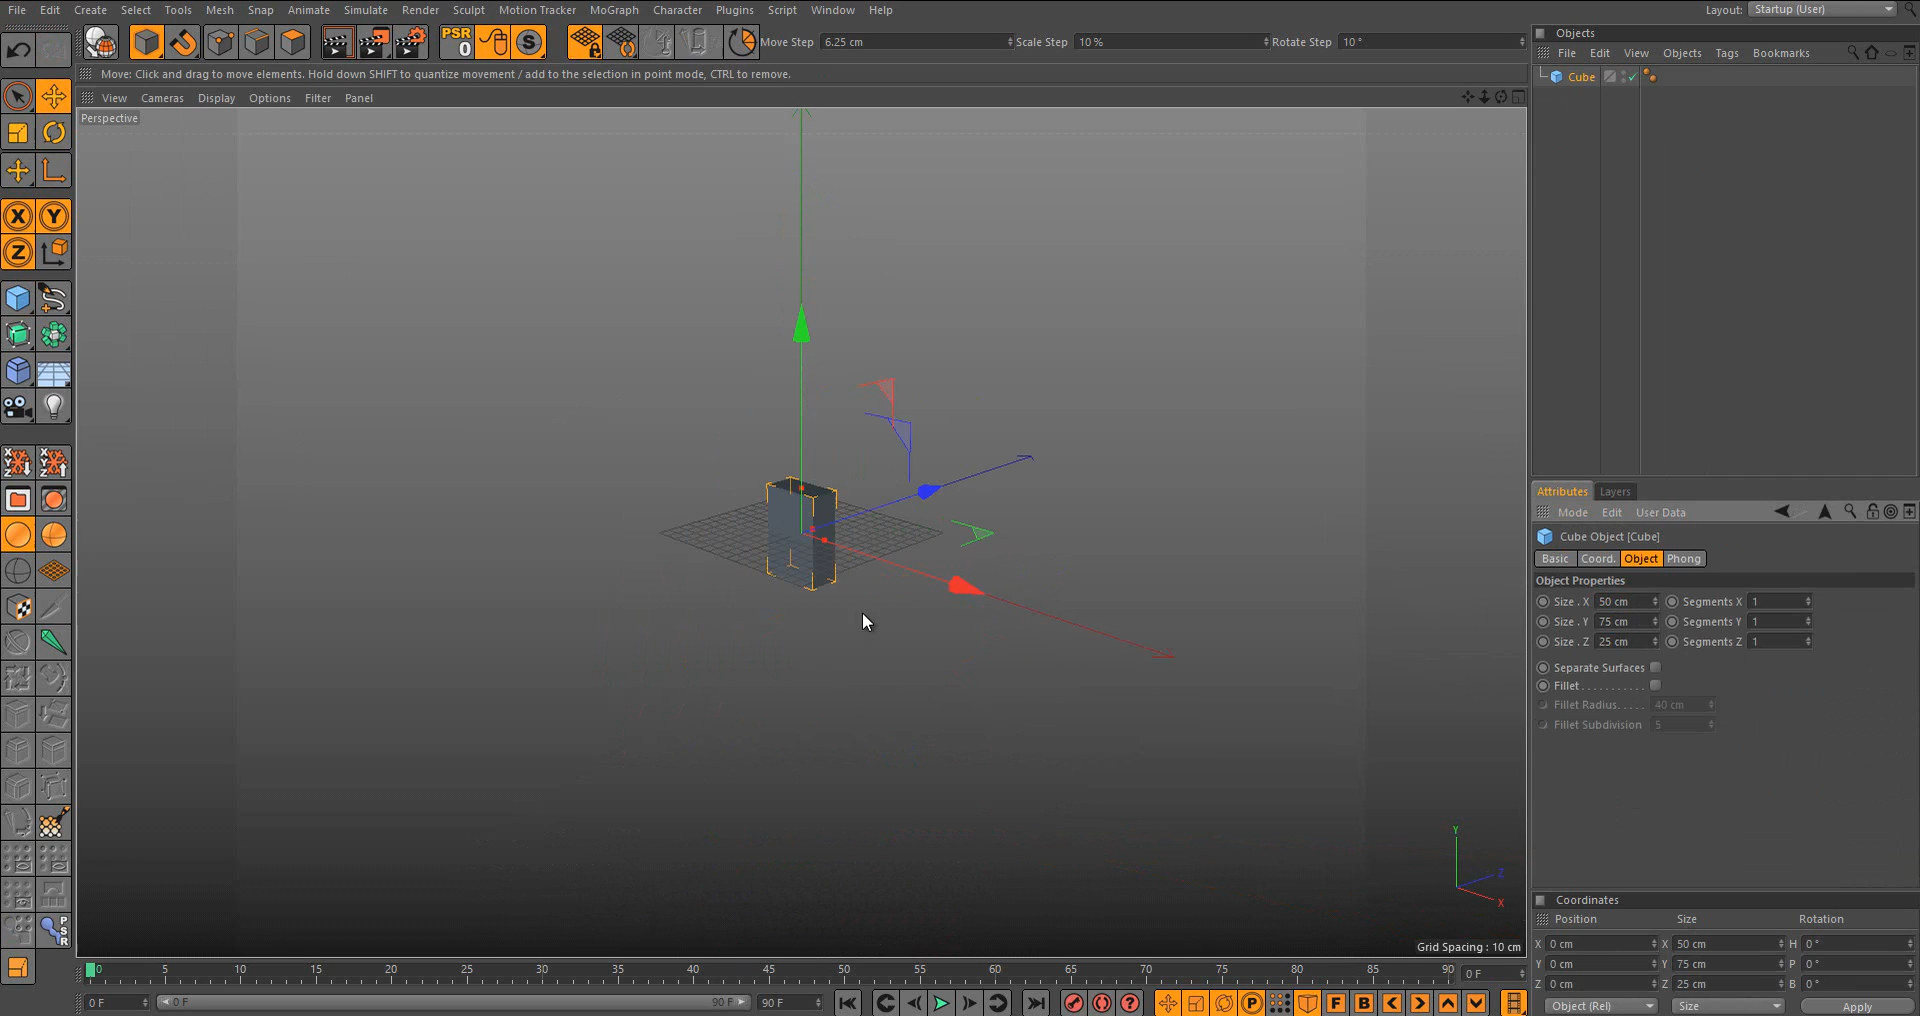 File Edit Create Select Tools Mesh Snap Animate Simulate Render Sculpt Motion Tracker MoGraph Character Plugins Script Window Help Layout: Startup (User)
PSR 0 S Move Step 6.25 cm Scale Step 10 % Rotate Step 10 °
Move: Click and drag to move elements. Hold down SHIFT to quantize movement / add to the selection in point mode, CTRL to remove.
View Cameras Display Options Filter Panel
Perspective
X Y
Z
XYZ XYZ
PSR
Y
Z
X
Grid Spacing : 10 cm
0 5 10 15 20 25 30 35 40 45 50 55 60 65 70 75 80 85 90 0 F
0 F 0 F 90 F 90 F ? P F B
Objects
File Edit View Objects Tags Bookmarks
Cube
Attributes Layers
Mode Edit User Data
Cube Object [Cube]
Basic Coord. Object Phong
Object Properties
Size . X 50 cm Segments X 1
Size . Y 75 cm Segments Y 1
Size . Z 25 cm Segments Z 1
Separate Surfaces
Fillet . . . . . . . . . . .
Fillet Radius. . . . . 40 cm
Fillet Subdivision 5
Coordinates
Position Size Rotation
X 0 cm X 50 cm H 0 °
Y 0 cm Y 75 cm P 0 °
Z 0 cm Z 25 cm B 0 °
Object (Rel) Size Apply